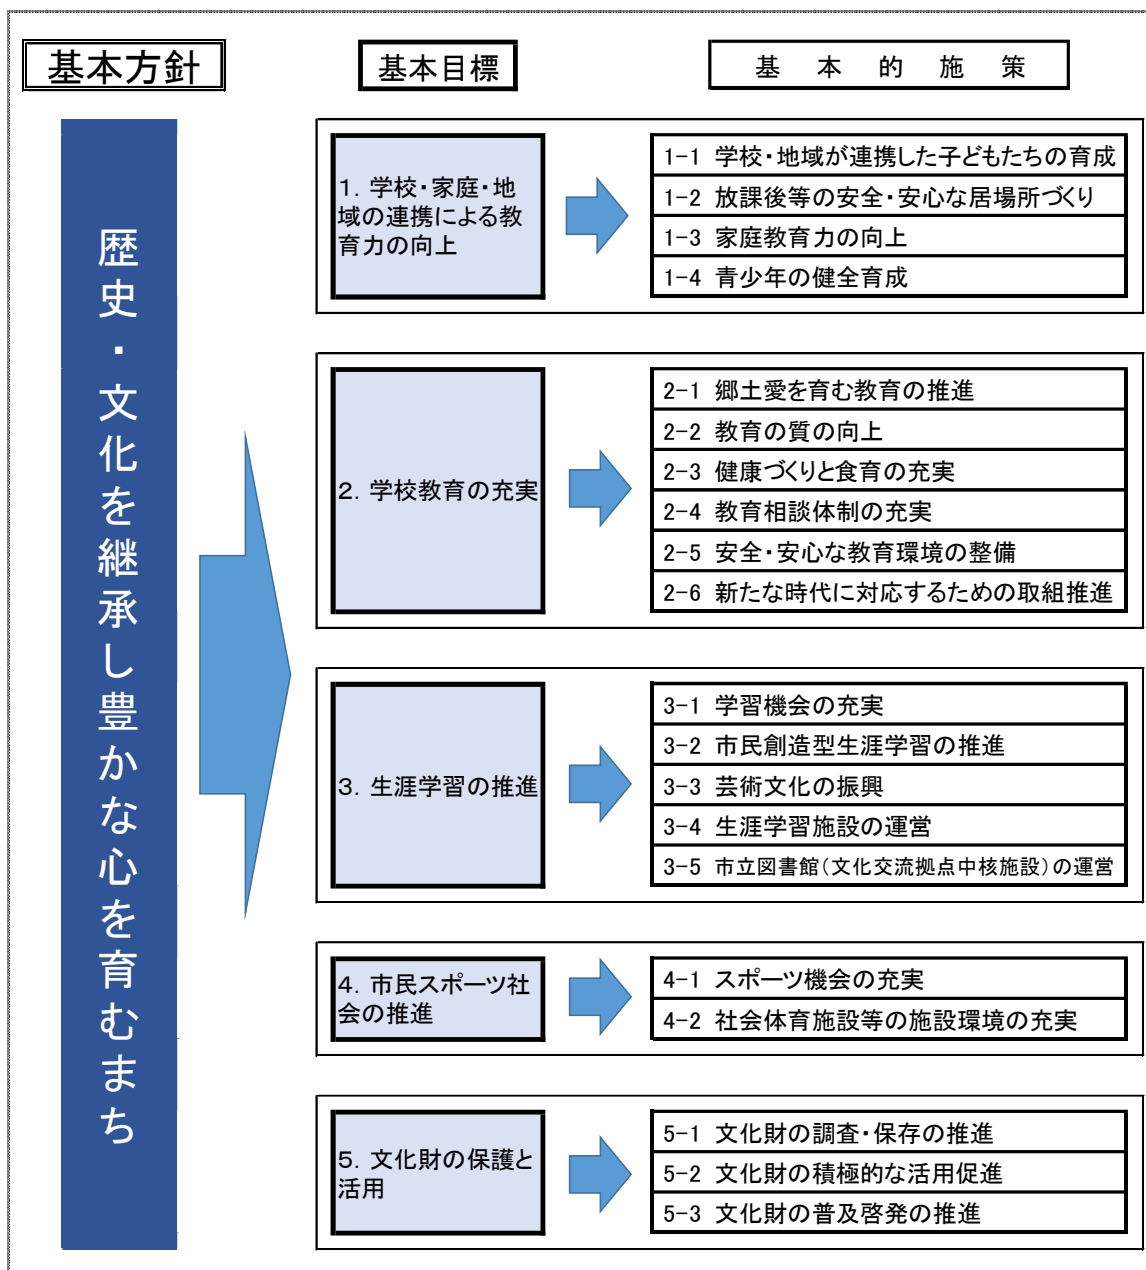 基本方針
基本目標
基本的施策
歴史・文化を継承し豊かな心を育むまち
1．学校・家庭・地
域の連携による教
育力の向上
1-1 学校・地域が連携した子どもたちの育成
1-2 放課後等の安全・安心な居場所づくり
1-3 家庭教育力の向上
1-4 青少年の健全育成
2．学校教育の充実
2-1 郷土愛を育む教育の推進
2-2 教育の質の向上
2-3 健康づくりと食育の充実
2-4 教育相談体制の充実
2-5 安全・安心な教育環境の整備
2-6 新たな時代に対応するための取組推進
3．生涯学習の推進
3-1 学習機会の充実
3-2 市民創造型生涯学習の推進
3-3 芸術文化の振興
3-4 生涯学習施設の運営
3-5 市立図書館（文化交流拠点中核施設）の運営
4．市民スポーツ社
会の推進
4-1 スポーツ機会の充実
4-2 社会体育施設等の施設環境の充実
5．文化財の保護と
活用
5-1 文化財の調査・保存の推進
5-2 文化財の積極的な活用促進
5-3 文化財の普及啓発の推進